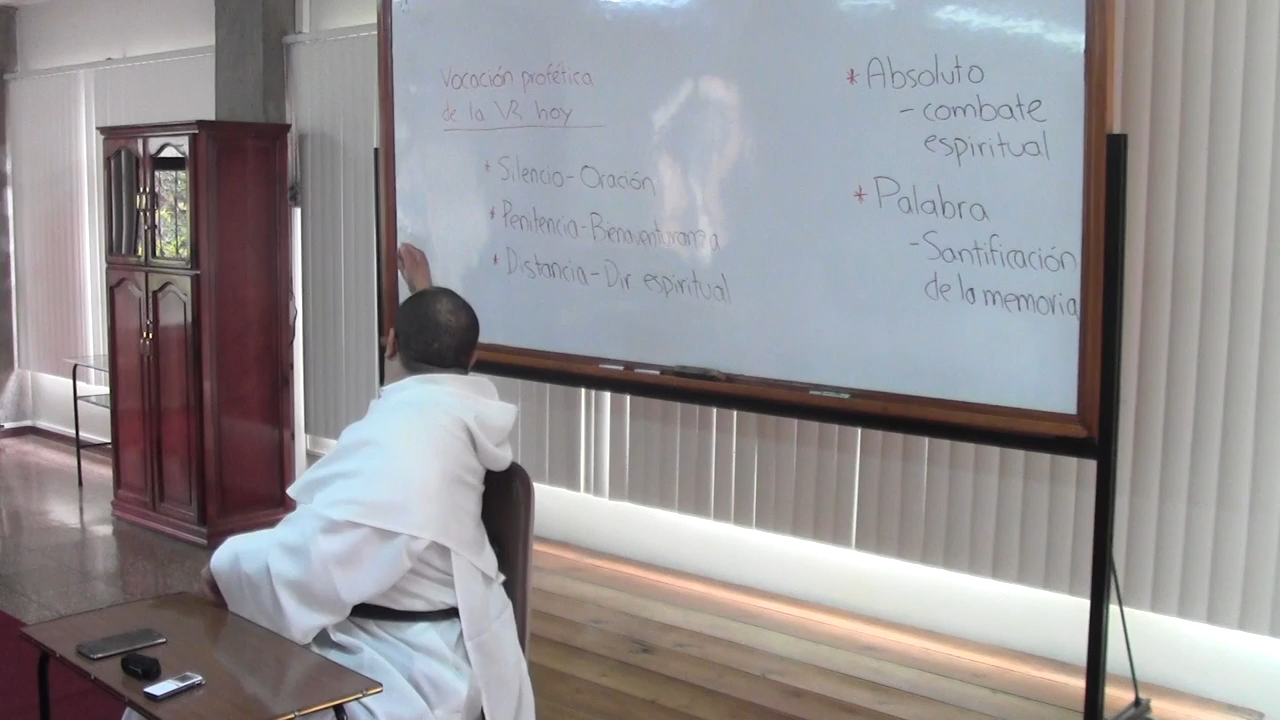 Vocación profética
de la VR hoy
* Silencio-Oración
* Penitencia-Bienaventuranza
* Distancia-Dir espiritual
* Absoluto
- combate
espiritual
* Palabra
- Santificación
de la memoria